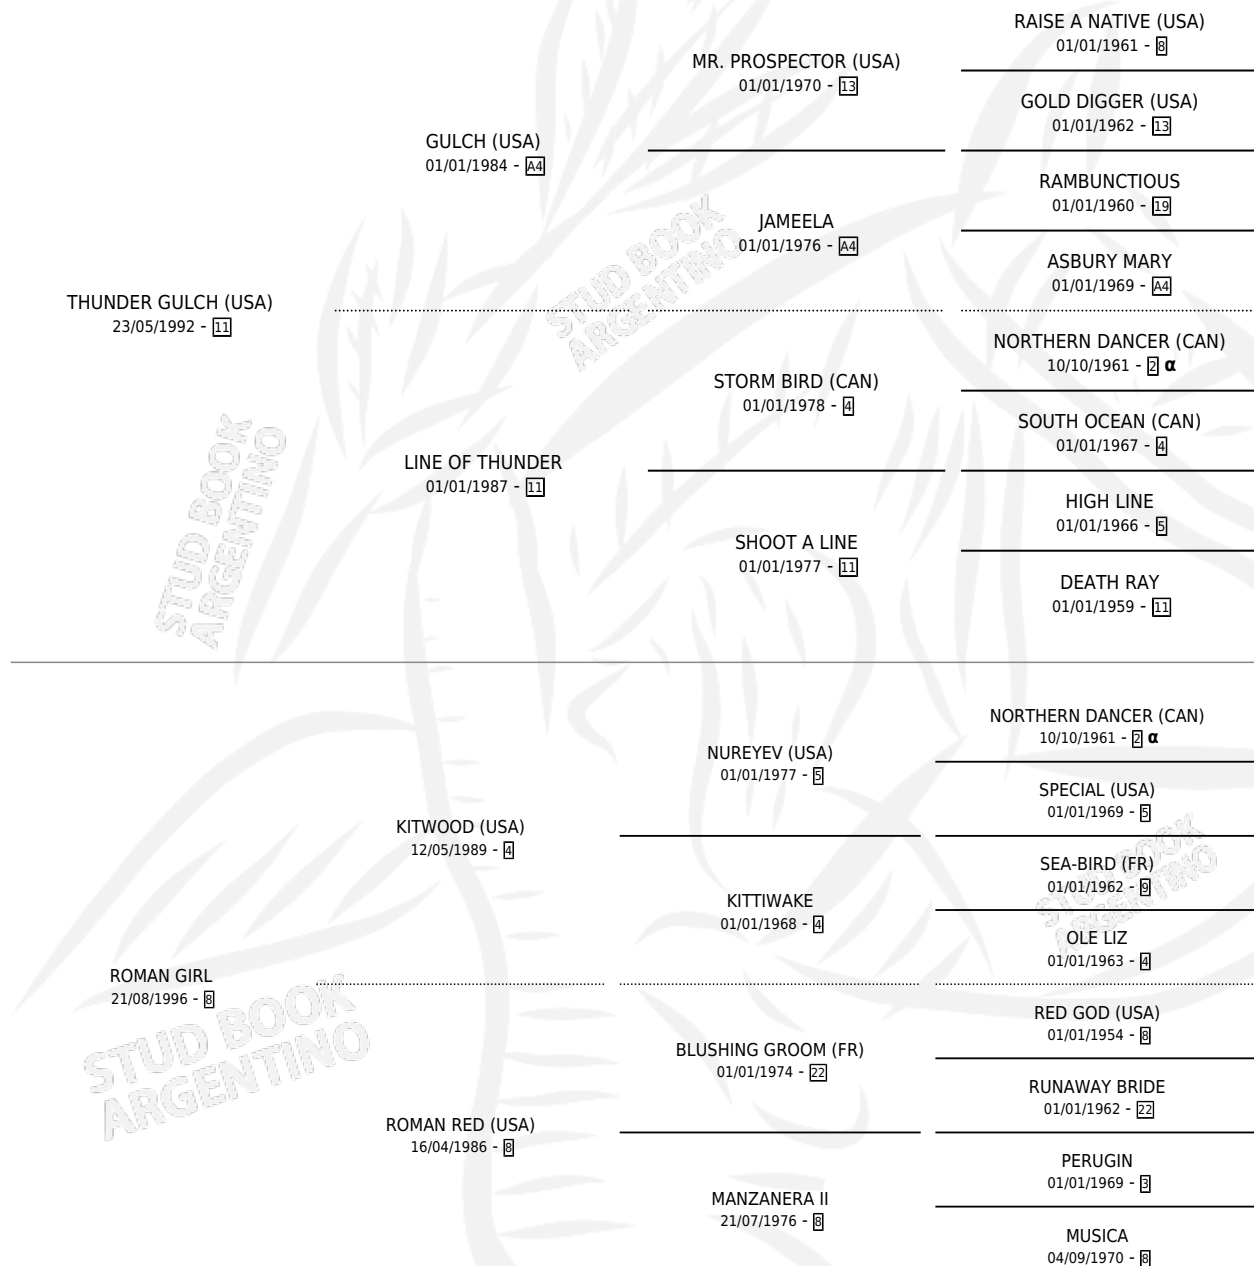 RAISE A NATIVE (USA)
01/01/1961 - 8
MR. PROSPECTOR (USA)
01/01/1970 - 13
GOLD DIGGER (USA)
01/01/1962 - 13
GULCH (USA)
01/01/1984 - A4
RAMBUNCTIOUS
01/01/1960 - 19
JAMEELA
01/01/1976 - A4
ASBURY MARY
01/01/1969 - A4
THUNDER GULCH (USA)
23/05/1992 - 11
NORTHERN DANCER (CAN)
10/10/1961 - 2 α
STORM BIRD (CAN)
01/01/1978 - 4
SOUTH OCEAN (CAN)
01/01/1967 - 4
LINE OF THUNDER
01/01/1987 - 11
HIGH LINE
01/01/1966 - 5
SHOOT A LINE
01/01/1977 - 11
DEATH RAY
01/01/1959 - 11
NORTHERN DANCER (CAN)
10/10/1961 - 2 α
NUREYEV (USA)
01/01/1977 - 5
SPECIAL (USA)
01/01/1969 - 5
KITWOOD (USA)
12/05/1989 - 4
SEA-BIRD (FR)
01/01/1962 - 9
KITTIWAKE
01/01/1968 - 4
OLE LIZ
01/01/1963 - 4
ROMAN GIRL
21/08/1996 - 8
RED GOD (USA)
01/01/1954 - 8
BLUSHING GROOM (FR)
01/01/1974 - 22
RUNAWAY BRIDE
01/01/1962 - 22
ROMAN RED (USA)
16/04/1986 - 8
PERUGIN
01/01/1969 - 3
MANZANERA II
21/07/1976 - 8
MUSICA
04/09/1970 - 8
STUD BOOK
ARGENTINO
STUD BOOK
ARGENTINO
STUD BOOK
ARGENTINO
STUD BOOK
ARGENTINO